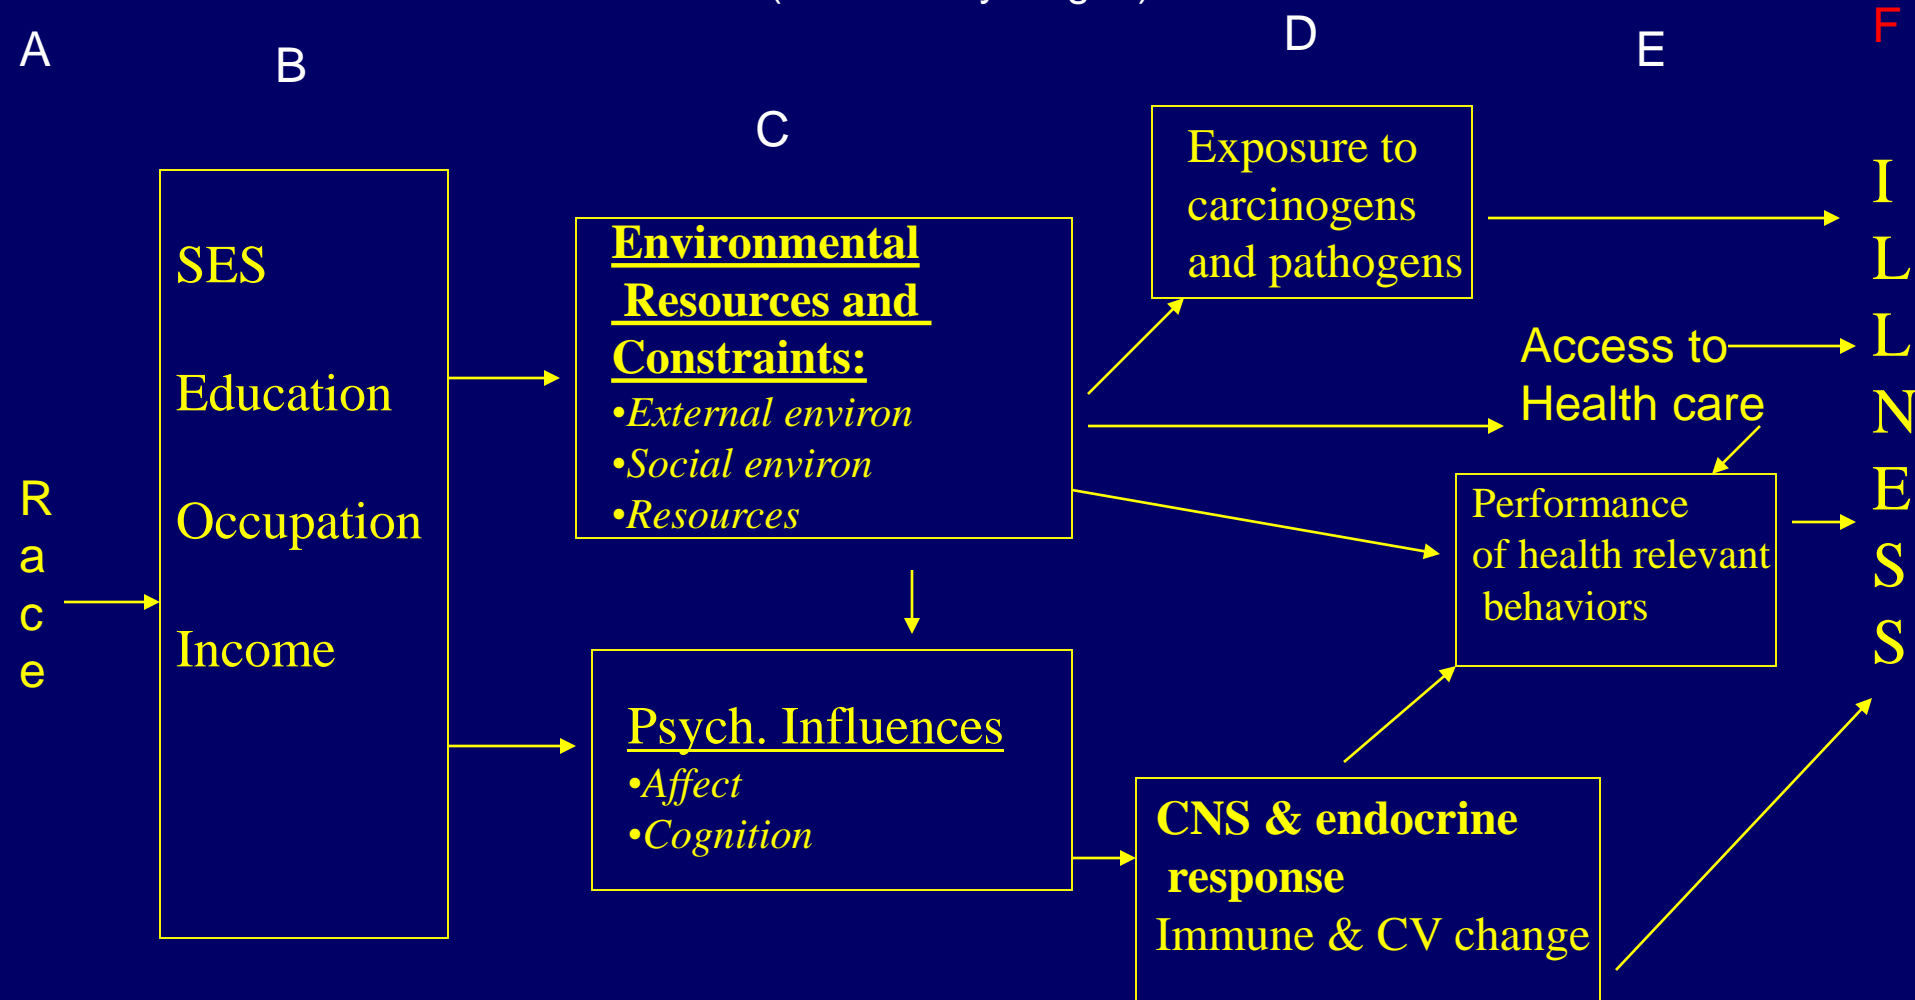 A
B
C
D
E
F
R
a
c
e
SES
Education
Occupation
Income
Environmental
Resources and
Constraints:
•External environ
•Social environ
•Resources
Psych. Influences
•Affect
•Cognition
Exposure to
carcinogens
and pathogens
CNS & endocrine
response
Immune & CV change
Access to
Health care
Performance
of health relevant
behaviors
I
L
L
N
E
S
S